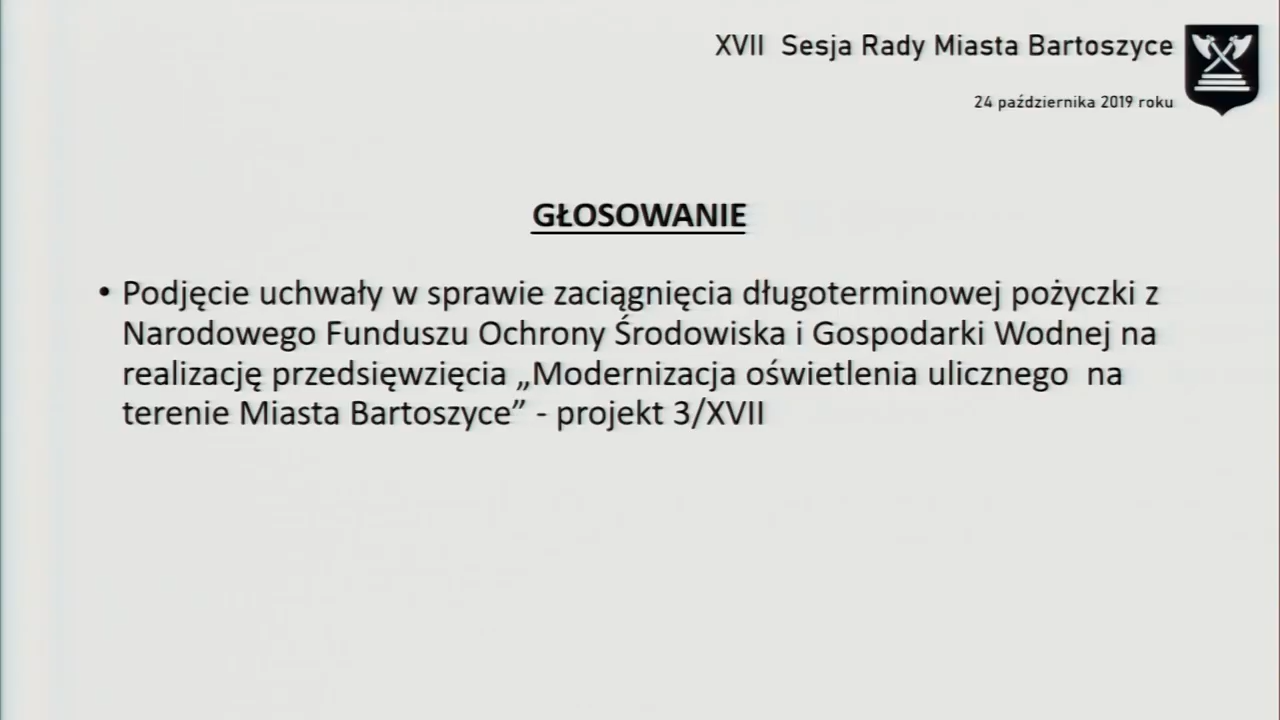 XVII  Sesja Rady Miasta Bartoszyce
24 października 2019 roku
GŁOSOWANIE
• Podjęcie uchwały w sprawie zaciągnięcia długoterminowej pożyczki z
Narodowego Funduszu Ochrony Środowiska i Gospodarki Wodnej na
realizację przedsięwzięcia „Modernizacja oświetlenia ulicznego  na
terenie Miasta Bartoszyce” - projekt 3/XVII